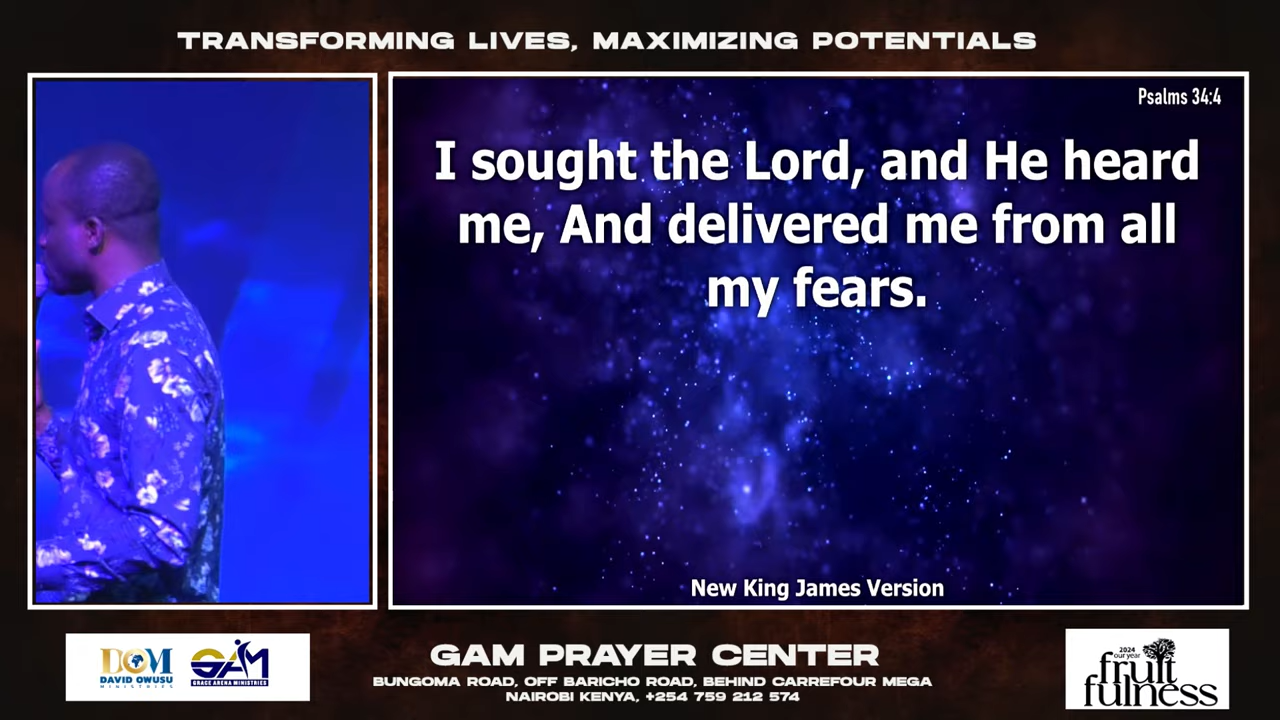 TRANSFORMING LIVES, MAXIMIZING POTENTIALS
Psalms 34:4
I sought the Lord, and He heard
me, And delivered me from all
my fears.
New King James Version
DOM
DAVID OWUSU
MINISTRIES
GAM
GRACE ARENA MINISTRIES
GAM PRAYER CENTER
BUNGOMA ROAD, OFF BARICHO ROAD, BEHIND CARREFOUR MEGA
NAIROBI KENYA, +254 759 212 574
2024
our year
fruit
fulness